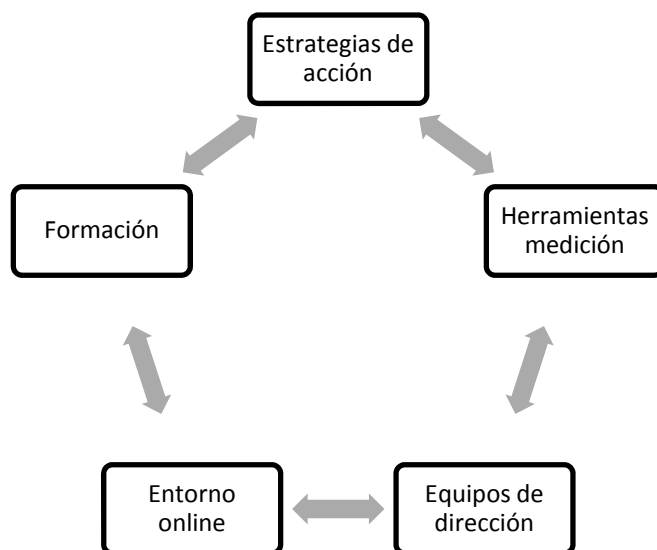 Estrategias de
acción
Formación
Herramientas
medición
Entorno
online
Equipos de
dirección